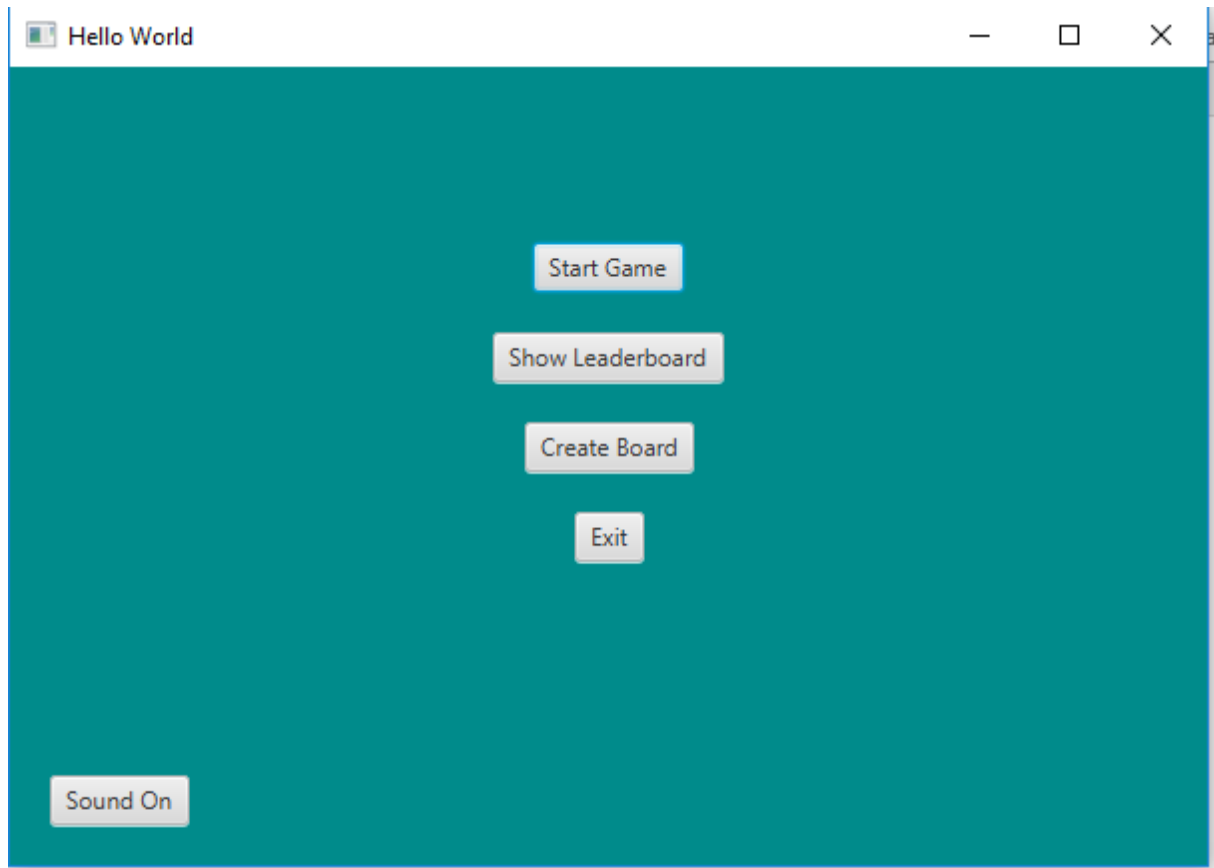 Hello World
Start Game
Show Leaderboard
Create Board
Exit
Sound On